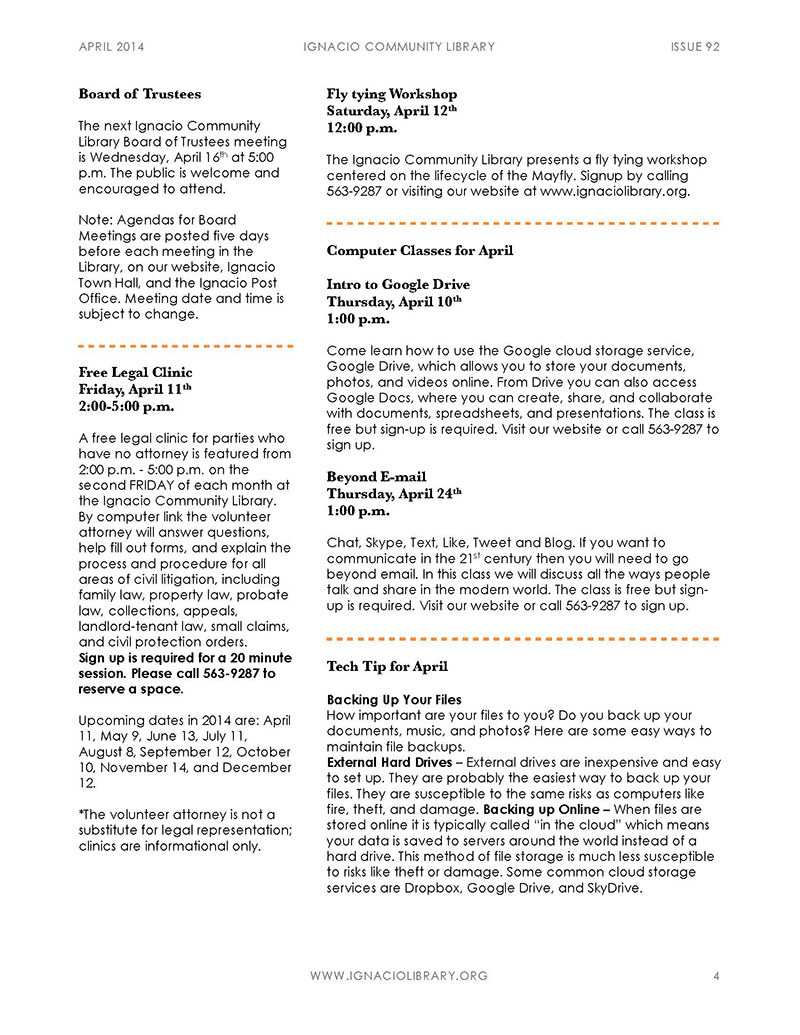 APRIL 2014 IGNACIO COMMUNITY LIBRARY ISSUE 92
Board of Trustees
The next Ignacio Community
Library Board of Trustees meeting
is Wednesday, April 16th at 5:00
p.m. The public is welcome and
encouraged to attend.
Note: Agendas for Board
Meetings are posted five days
before each meeting in the
Library, on our website, Ignacio
Town Hall, and the Ignacio Post
Office. Meeting date and time is
subject to change.
Free Legal Clinic
Friday, April 11th
2:00-5:00 p.m.
A free legal clinic for parties who
have no attorney is featured from
2:00 p.m. - 5:00 p.m. on the
second FRIDAY of each month at
the Ignacio Community Library.
By computer link the volunteer
attorney will answer questions,
help fill out forms, and explain the
process and procedure for all
areas of civil litigation, including
family law, property law, probate
law, collections, appeals,
landlord-tenant law, small claims,
and civil protection orders.
Sign up is required for a 20 minute
session. Please call 563-9287 to
reserve a space.
Upcoming dates in 2014 are: April
11, May 9, June 13, July 11,
August 8, September 12, October
10, November 14, and December
12.
*The volunteer attorney is not a
substitute for legal representation;
clinics are informational only.
Fly tying Workshop
Saturday, April 12th
12:00 p.m.
The Ignacio Community Library presents a fly tying workshop
centered on the lifecycle of the Mayfly. Signup by calling
563-9287 or visiting our website at www.ignaciolibrary.org.
Computer Classes for April
Intro to Google Drive
Thursday, April 10th
1:00 p.m.
Come learn how to use the Google cloud storage service,
Google Drive, which allows you to store your documents,
photos, and videos online. From Drive you can also access
Google Docs, where you can create, share, and collaborate
with documents, spreadsheets, and presentations. The class is
free but sign-up is required. Visit our website or call 563-9287 to
sign up.
Beyond E-mail
Thursday, April 24th
1:00 p.m.
Chat, Skype, Text, Like, Tweet and Blog. If you want to
communicate in the 21st century then you will need to go
beyond email. In this class we will discuss all the ways people
talk and share in the modern world. The class is free but sign-
up is required. Visit our website or call 563-9287 to sign up.
Tech Tip for April
Backing Up Your Files
How important are your files to you? Do you back up your
documents, music, and photos? Here are some easy ways to
maintain file backups.
External Hard Drives – External drives are inexpensive and easy
to set up. They are probably the easiest way to back up your
files. They are susceptible to the same risks as computers like
fire, theft, and damage. Backing up Online – When files are
stored online it is typically called “in the cloud” which means
your data is saved to servers around the world instead of a
hard drive. This method of file storage is much less susceptible
to risks like theft or damage. Some common cloud storage
services are Dropbox, Google Drive, and SkyDrive.
WWW.IGNACIOLIBRARY.ORG 4